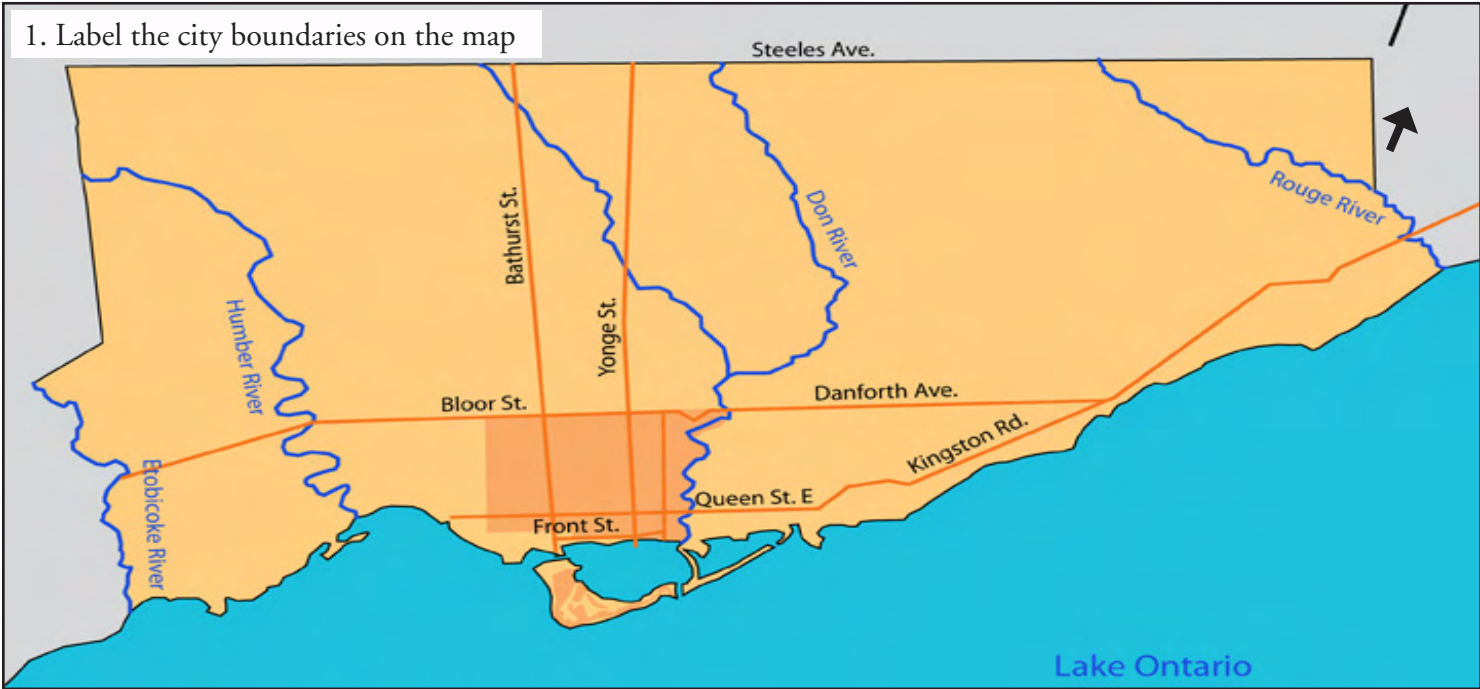 1. Label the city boundaries on the map
Steeles Ave.
Bathurst St.
Don River
Rouge River
Humber River
Yonge St.
Bloor St.
Danforth Ave.
Kingston Rd.
Etobicoke River
Queen St. E
Front St.
Lake Ontario